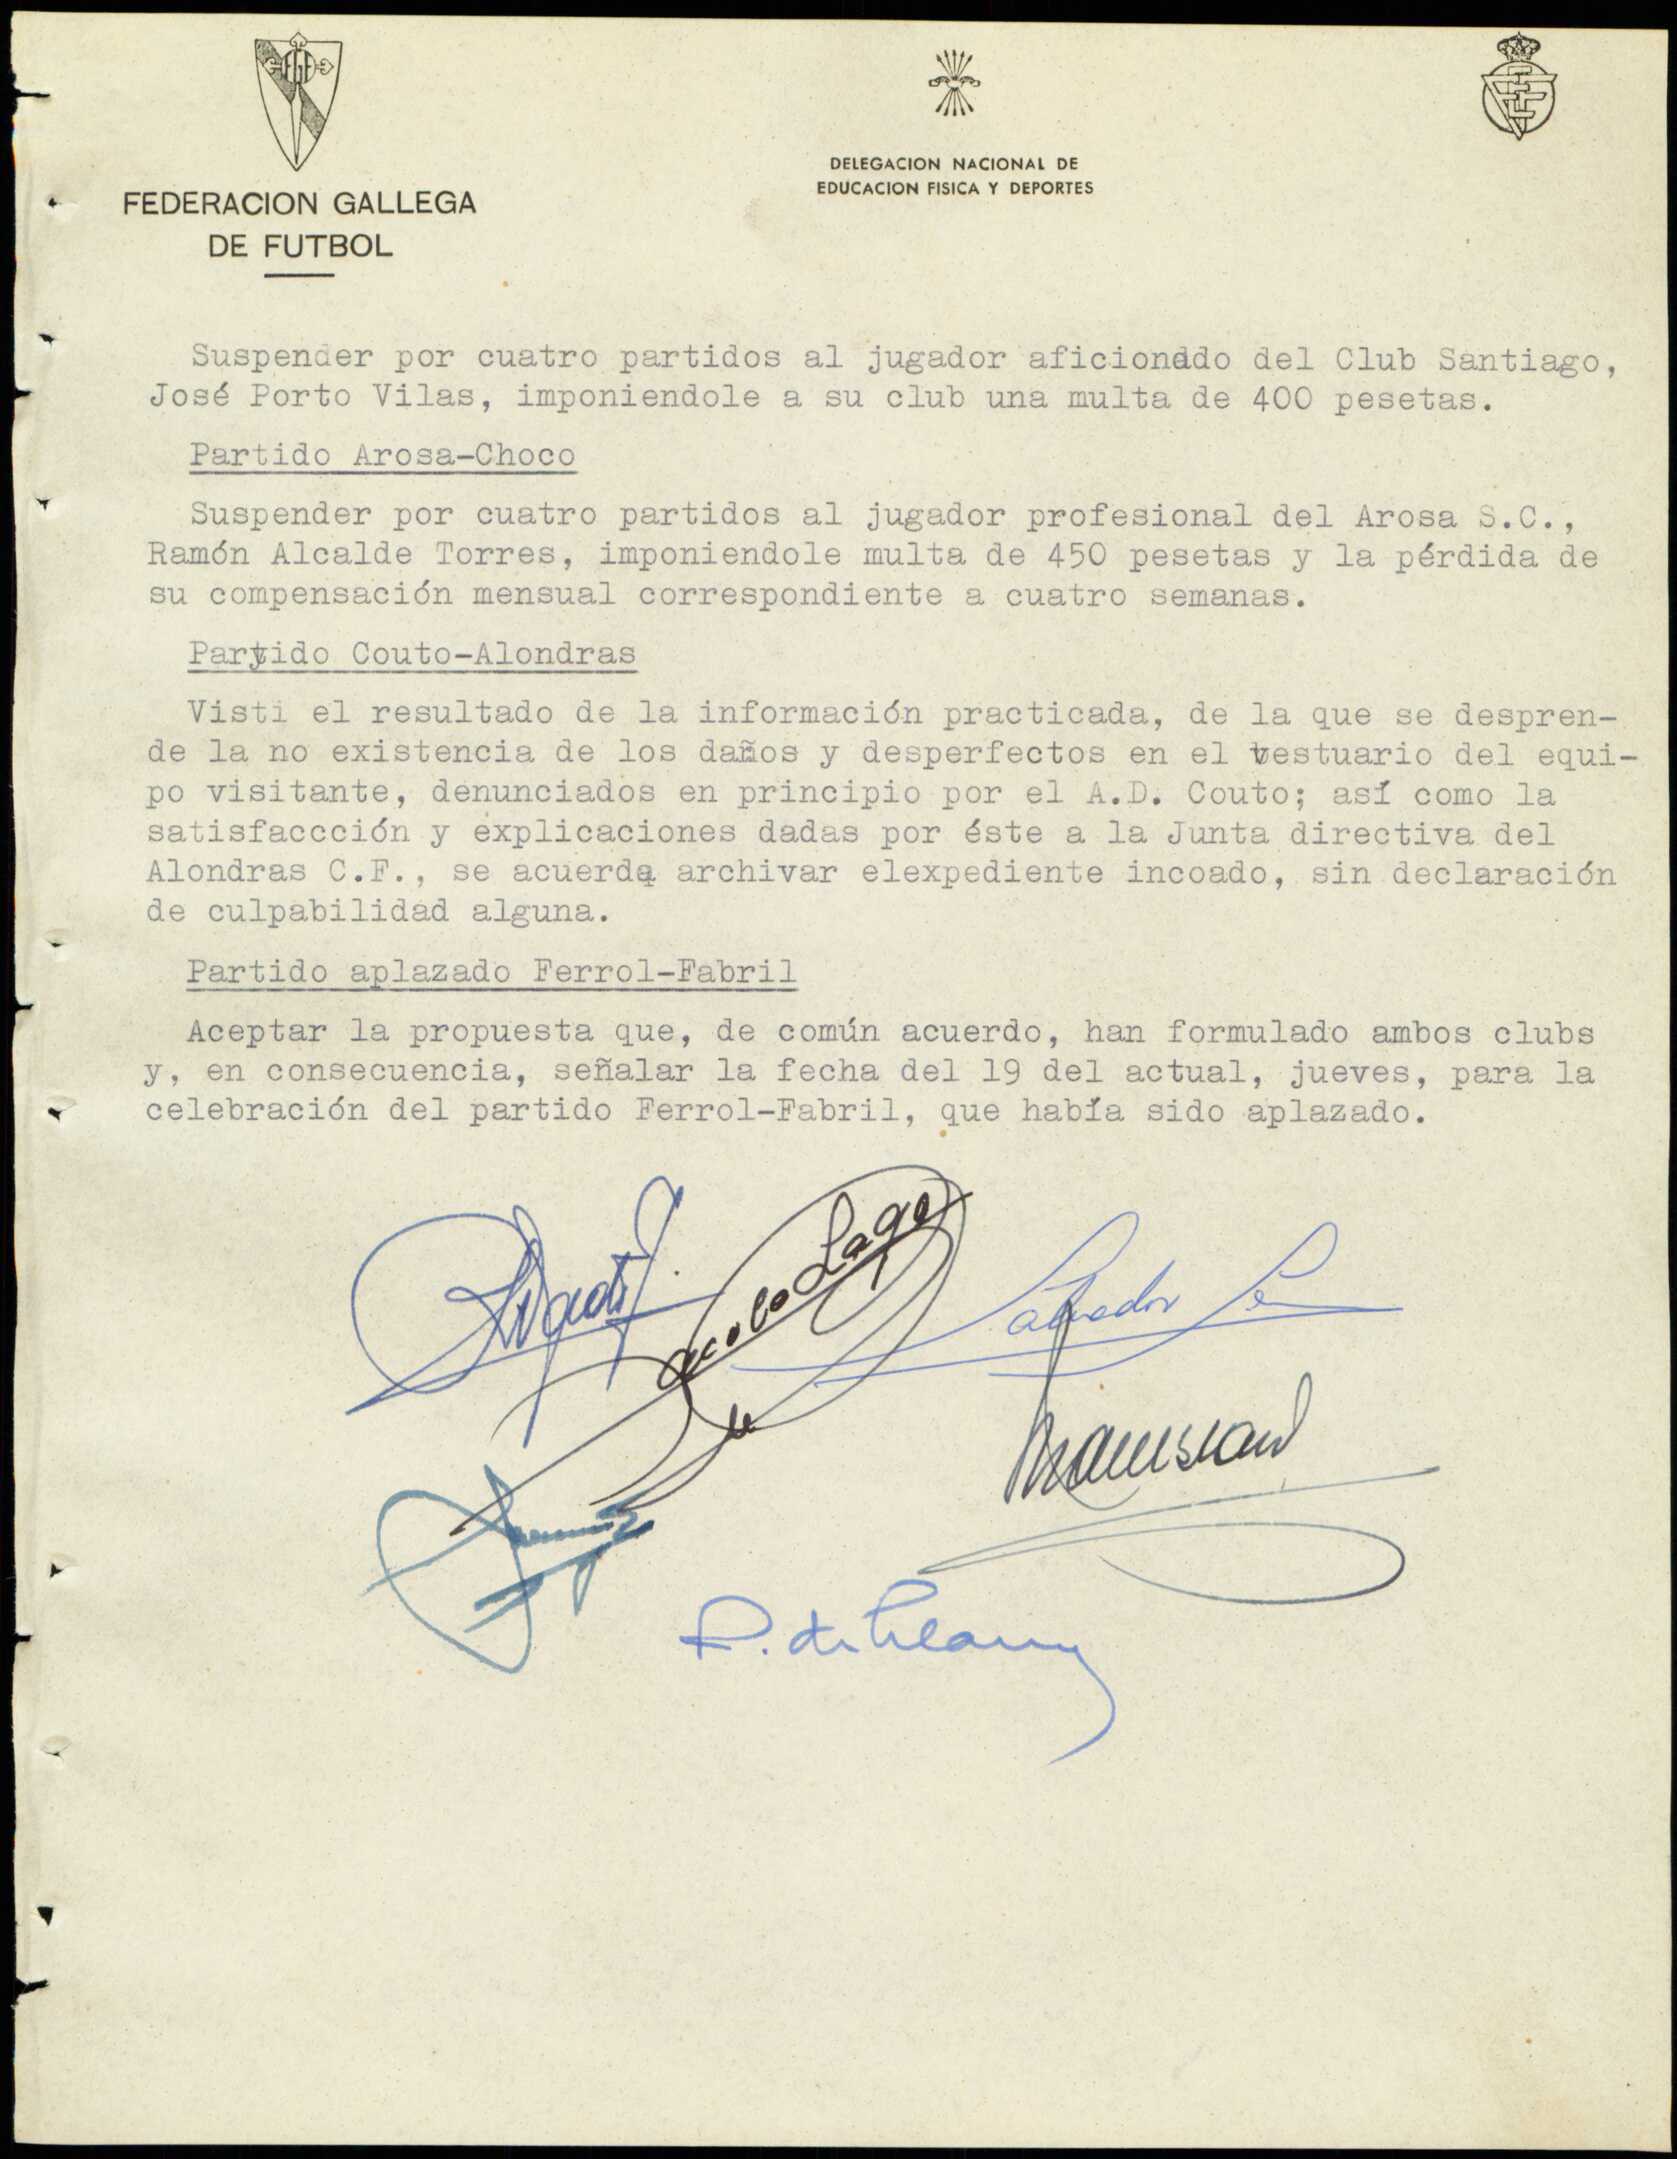 FGF
FEDERACION GALLEGA
DE FUTBOL
DELEGACION NACIONAL DE
EDUCACION FISICA Y DEPORTES
Suspender por cuatro partidos al jugador aficionado del Club Santiago,
José Porto Vilas, imponiendole a su club una multa de 400 pesetas.
Partido Arosa-Choco
Suspender por cuatro partidos al jugador profesional del Arosa S.C.,
Ramón Alcalde Torres, imponiendole multa de 450 pesetas y la pérdida de
su compensación mensual correspondiente a cuatro semanas.
Partido Couto-Alondras
Visti el resultado de la información practicada, de la que se despren-
de la no existencia de los daños y desperfectos en el vestuario del equi-
po visitante, denunciados en principio por el A.D. Couto; así como la
satisfaccción y explicaciones dadas por éste a la Junta directiva del
Alondras C.F., se acuerda archivar elexpediente incoado, sin declaración
de culpabilidad alguna.
Partido aplazado Ferrol-Fabril
Aceptar la propuesta que, de común acuerdo, han formulado ambos clubs
y, en consecuencia, señalar la fecha del 19 del actual, jueves, para la
celebración del partido Ferrol-Fabril, que había sido aplazado.
Jacobo Lago
Salvador